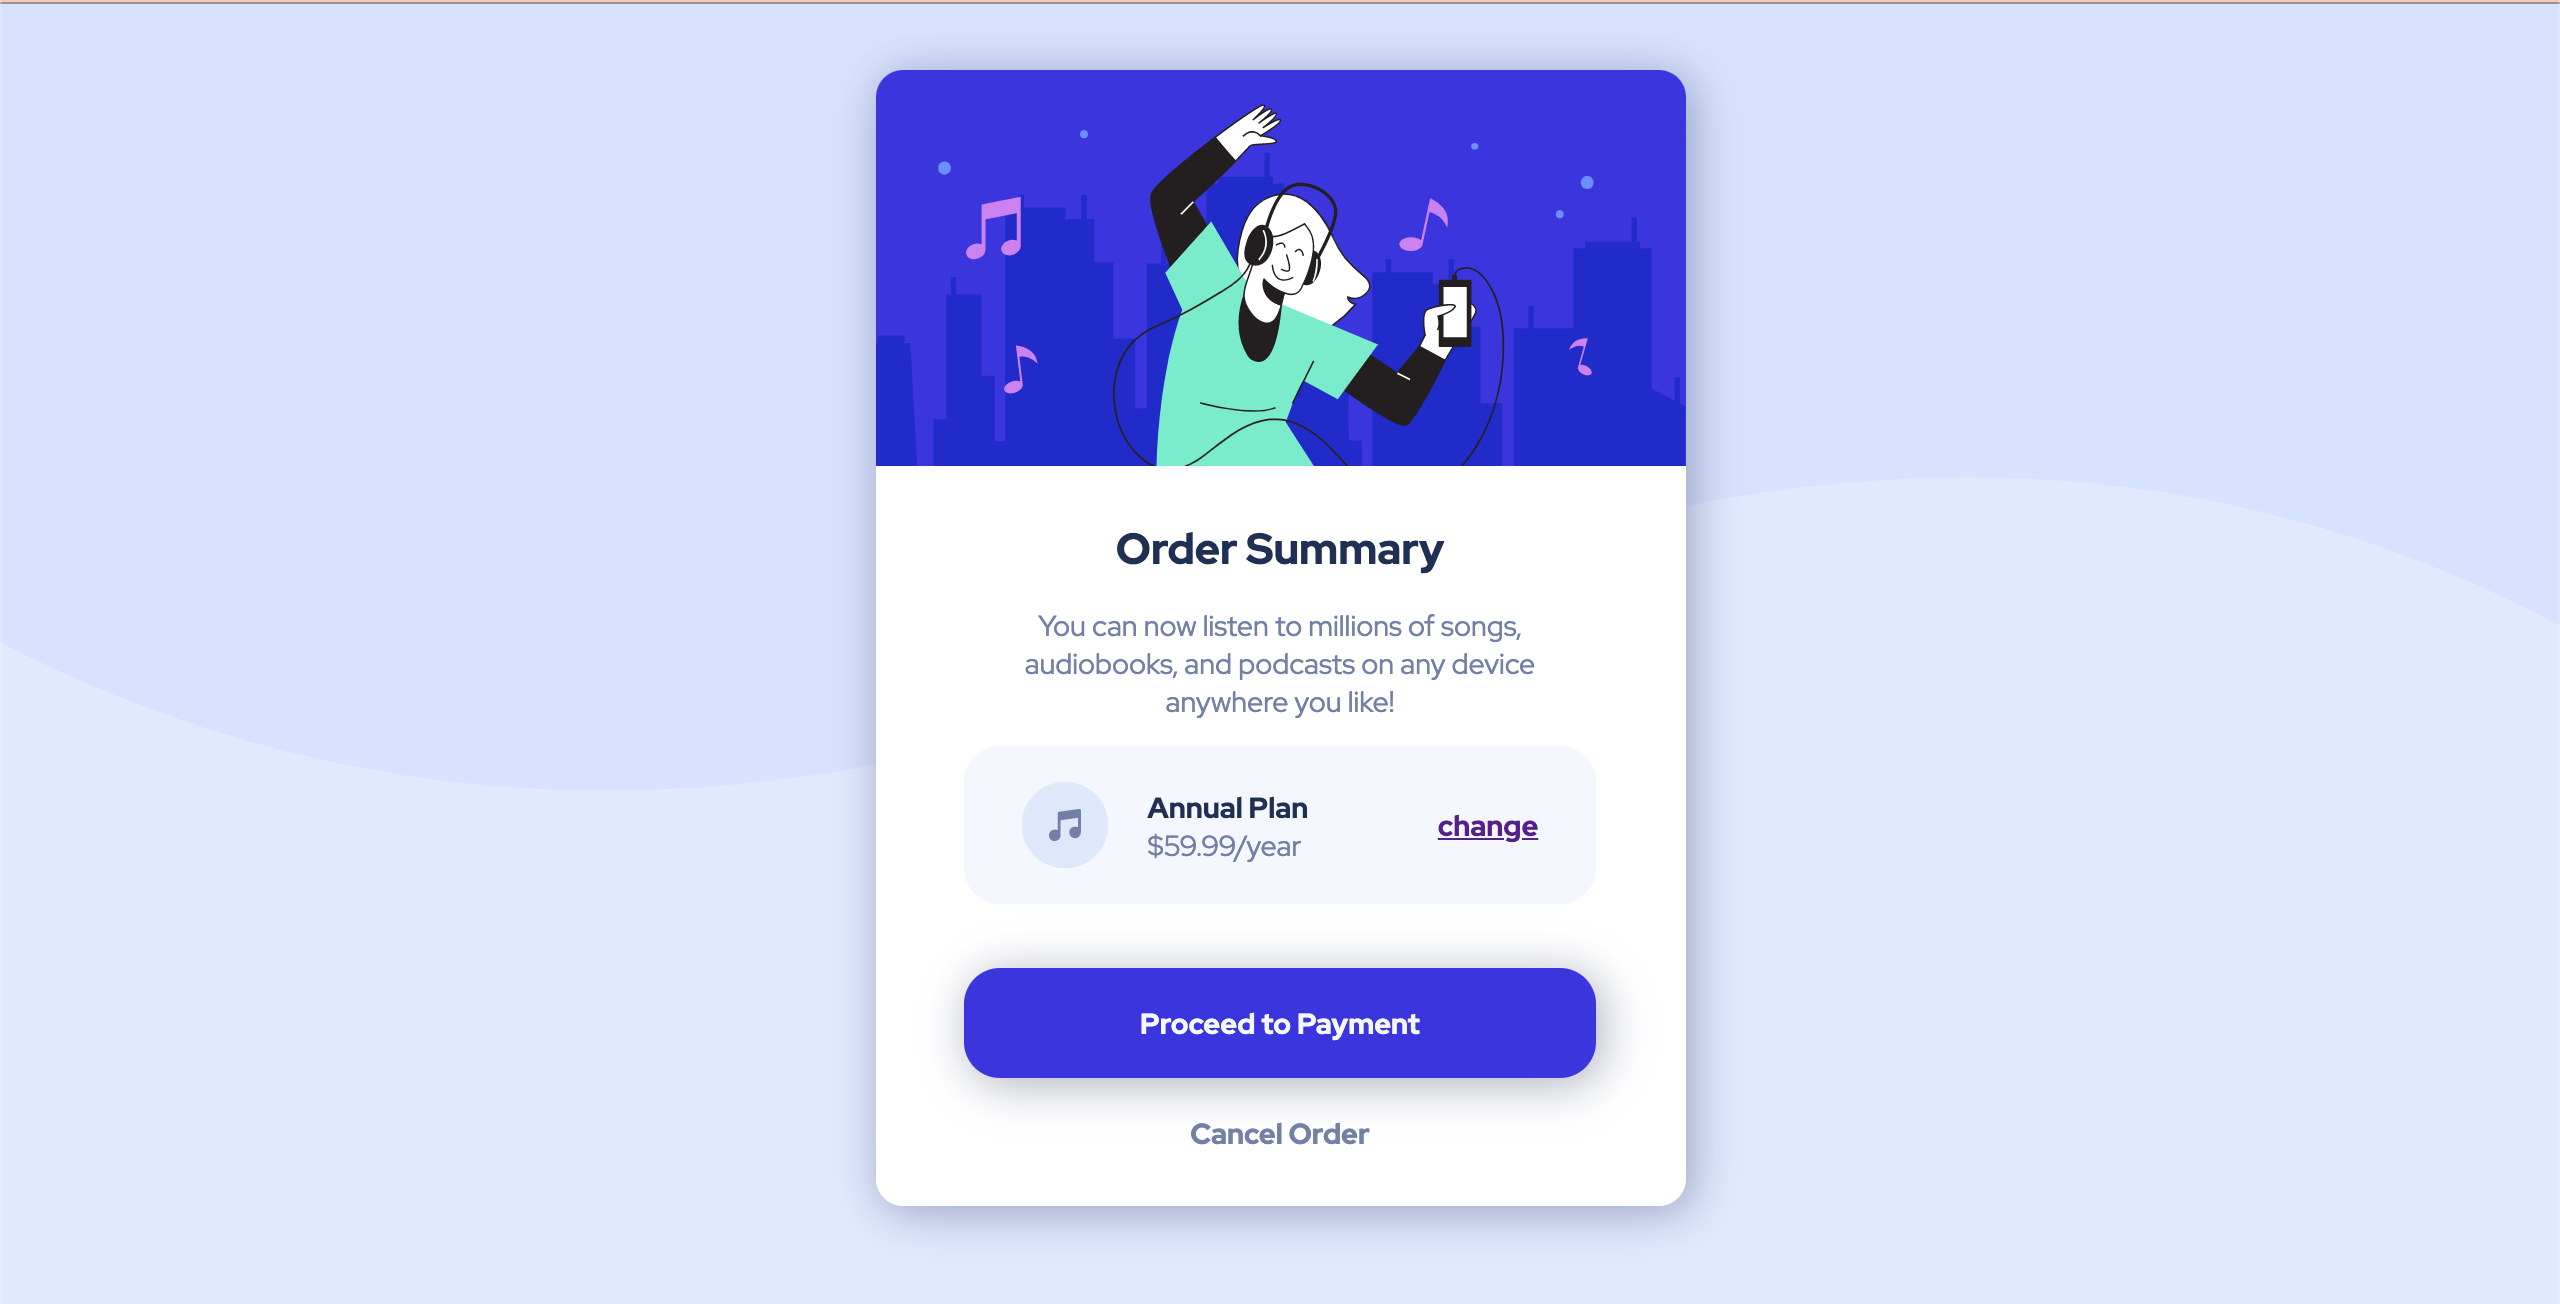 Order Summary
You can now listen to millions of songs,
audiobooks, and podcasts on any device
anywhere you like!
Annual Plan
$59.99/year
change
Proceed to Payment
Cancel Order